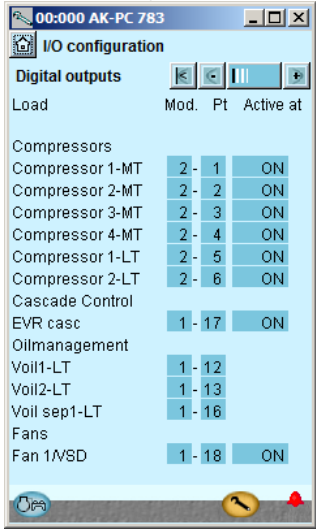 00:000 AK-PC 783
I/O configuration
Digital outputs
Load Mod. Pt Active at
Compressors
Compressor 1-MT 2 - 1 ON
Compressor 2-MT 2 - 2 ON
Compressor 3-MT 2 - 3 ON
Compressor 4-MT 2 - 4 ON
Compressor 1-LT 2 - 5 ON
Compressor 2-LT 2 - 6 ON
Cascade Control
EVR casc 1 - 17 ON
Oilmanagement
Voil1-LT 1 - 12
Voil2-LT 1 - 13
Voil sep1-LT 1 - 16
Fans
Fan 1/VSD 1 - 18 ON